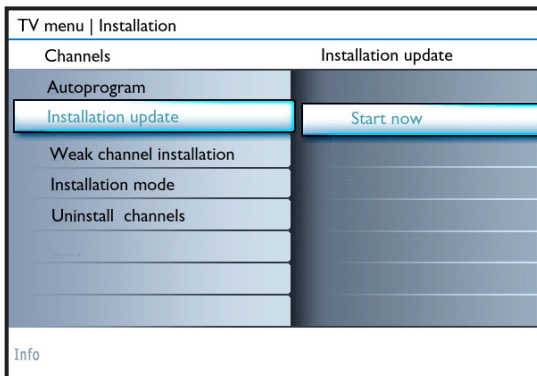 TV menu | Installation
Channels
Installation update
Autoprogram
Installation update
Start now
Weak channel installation
Installation mode
Uninstall channels
Info